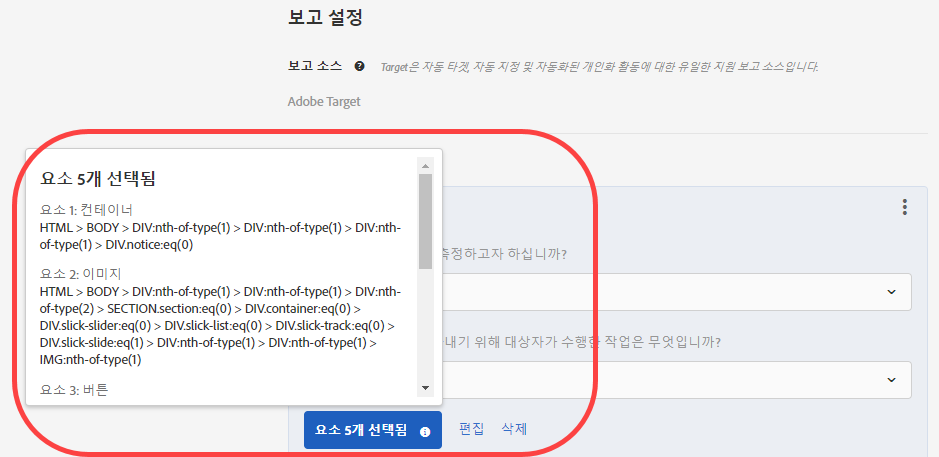 보고 설정
보고 소스
Target은 자동 타겟, 자동 지정 및 자동화된 개인화 활동에 대한 유일한 지원 보고 소스입니다.
Adobe Target
요소 5개 선택됨
요소 1: 컨테이너
HTML > BODY > DIV:nth-of-type(1) > DIV:nth-of-type(1) > DIV:nth-
of-type(1) > DIV.notice:eq(0)
요소 2: 이미지
HTML > BODY > DIV:nth-of-type(1) > DIV:nth-of-type(1) > DIV:nth-
of-type(2) > SECTION.section:eq(0) > DIV.container:eq(0) >
DIV.slick-slider:eq(0) > DIV.slick-list:eq(0) > DIV.slick-track:eq(0) >
DIV.slick-slide:eq(1) > DIV:nth-of-type(1) > DIV:nth-of-type(1) >
IMG:nth-of-type(1)
요소 3: 버튼
측정하고자 하십니까?
내기 위해 대상자가 수행한 작업은 무엇입니까?
요소 5개 선택됨 편집 삭제